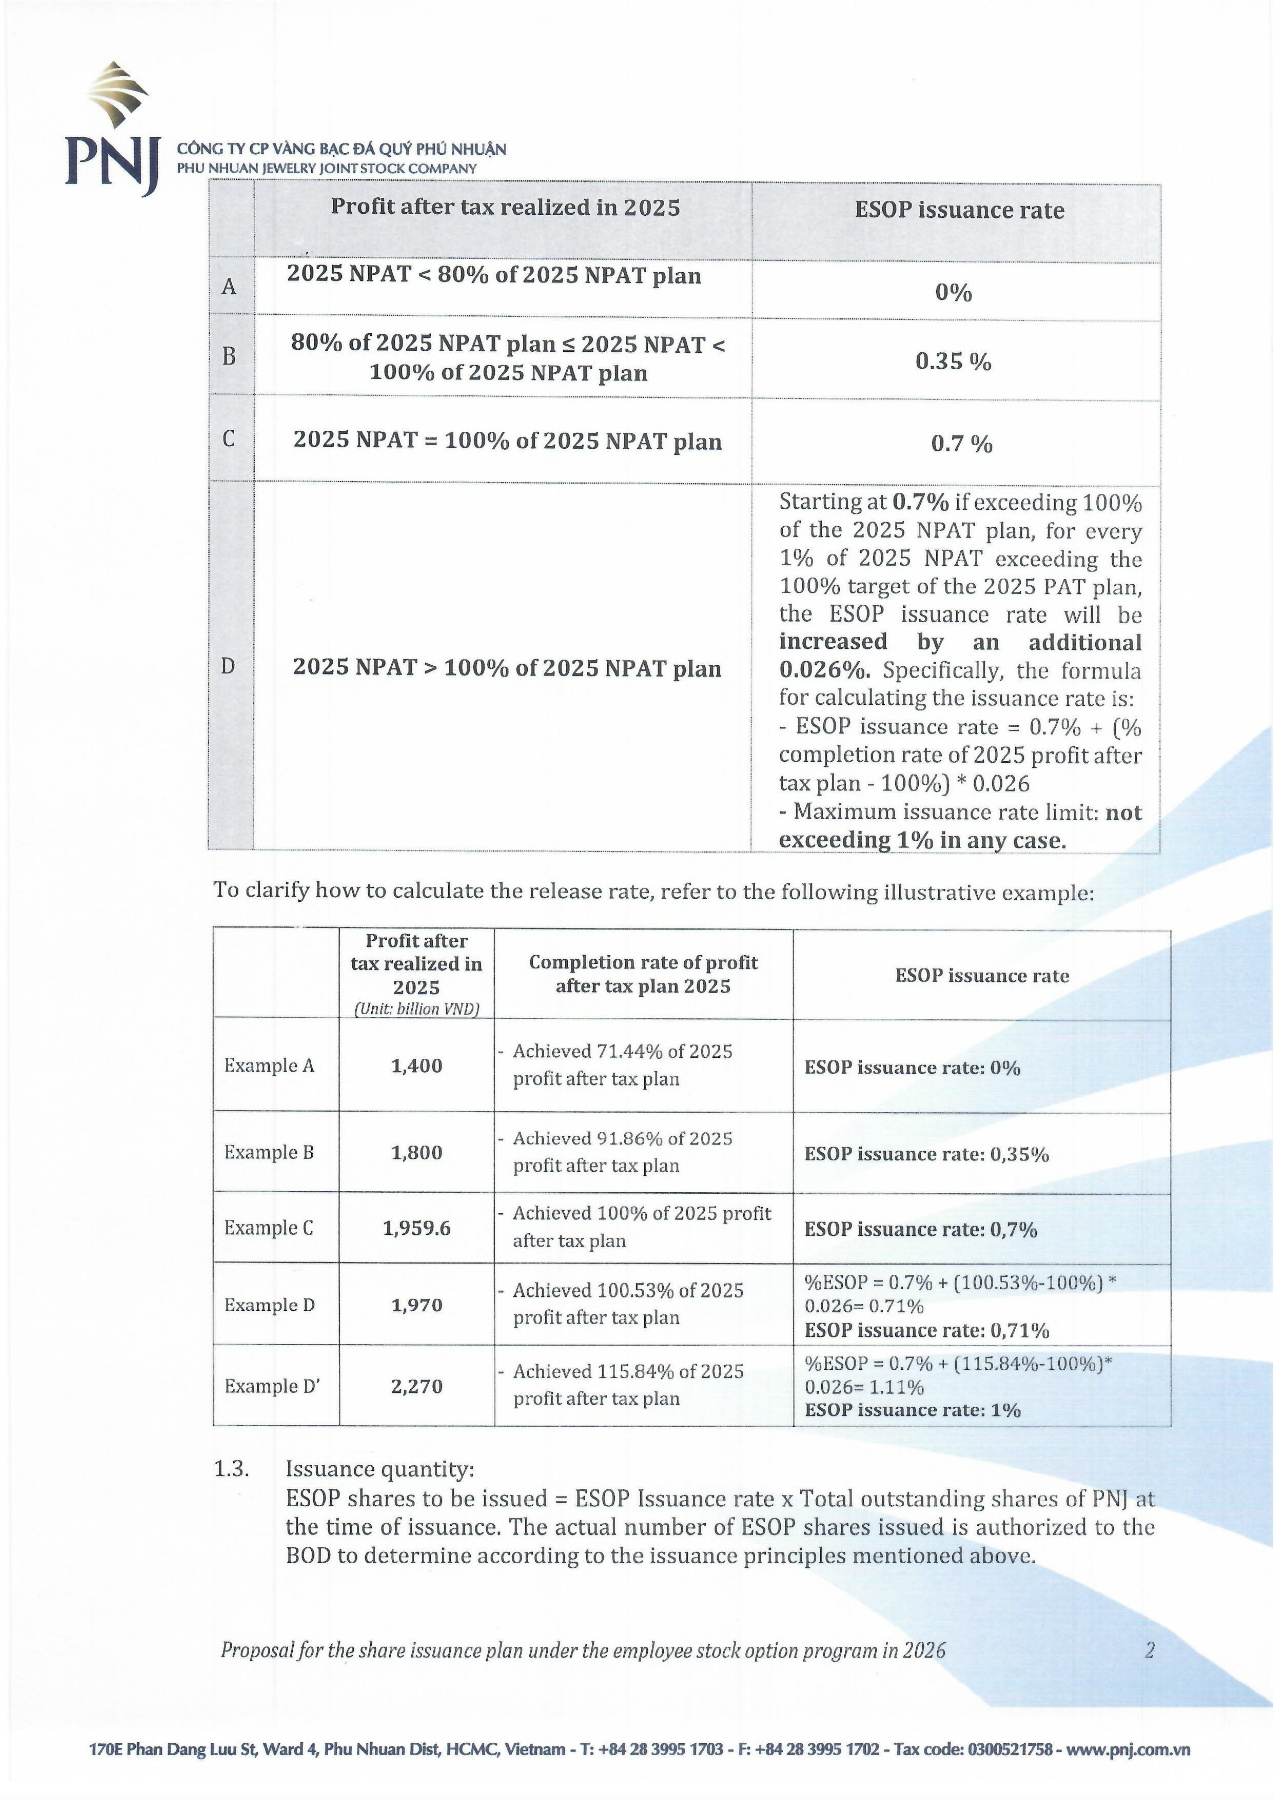 PNJ
CÔNG TY CP VÀNG BẠC ĐÁ QUÝ PHÚ NHUẬN
PHU NHUAN JEWELRY JOINT STOCK COMPANY
Profit after tax realized in 2025
ESOP issuance rate
A
2025 NPAT < 80% of 2025 NPAT plan
0%
B
80% of 2025 NPAT plan ≤ 2025 NPAT <
100% of 2025 NPAT plan
0.35 %
C
2025 NPAT = 100% of 2025 NPAT plan
0.7 %
D
2025 NPAT > 100% of 2025 NPAT plan
Starting at 0.7% if exceeding 100%
of the 2025 NPAT plan, for every
1% of 2025 NPAT exceeding the
100% target of the 2025 PAT plan,
the ESOP issuance rate will be
increased by an additional
0.026%. Specifically, the formula
for calculating the issuance rate is:
- ESOP issuance rate = 0.7% + (%
completion rate of 2025 profit after
tax plan - 100%) * 0.026
- Maximum issuance rate limit: not
exceeding 1% in any case.
To clarify how to calculate the release rate, refer to the following illustrative example:
Profit after
tax realized in
2025
(Unit: billion VND)
Completion rate of profit
after tax plan 2025
ESOP issuance rate
Example A
1,400
- Achieved 71.44% of 2025
profit after tax plan
ESOP issuance rate: 0%
Example B
1,800
- Achieved 91.86% of 2025
profit after tax plan
ESOP issuance rate: 0,35%
Example C
1,959.6
- Achieved 100% of 2025 profit
after tax plan
ESOP issuance rate: 0,7%
Example D
1,970
- Achieved 100.53% of 2025
profit after tax plan
%ESOP = 0.7% + (100.53%-100%) *
0.026= 0.71%
ESOP issuance rate: 0,71%
Example D'
2,270
- Achieved 115.84% of 2025
profit after tax plan
%ESOP = 0.7% + (115.84%-100%)*
0.026= 1.11%
ESOP issuance rate: 1%
1.3. Issuance quantity:
ESOP shares to be issued = ESOP Issuance rate x Total outstanding shares of PNJ at
the time of issuance. The actual number of ESOP shares issued is authorized to the
BOD to determine according to the issuance principles mentioned above.
Proposal for the share issuance plan under the employee stock option program in 2026 2
170E Phan Dang Luu St, Ward 4, Phu Nhuan Dist, HCMC, Vietnam - T: +84 28 3995 1703 - F: +84 28 3995 1702 - Tax code: 0300521758 - www.pnj.com.vn